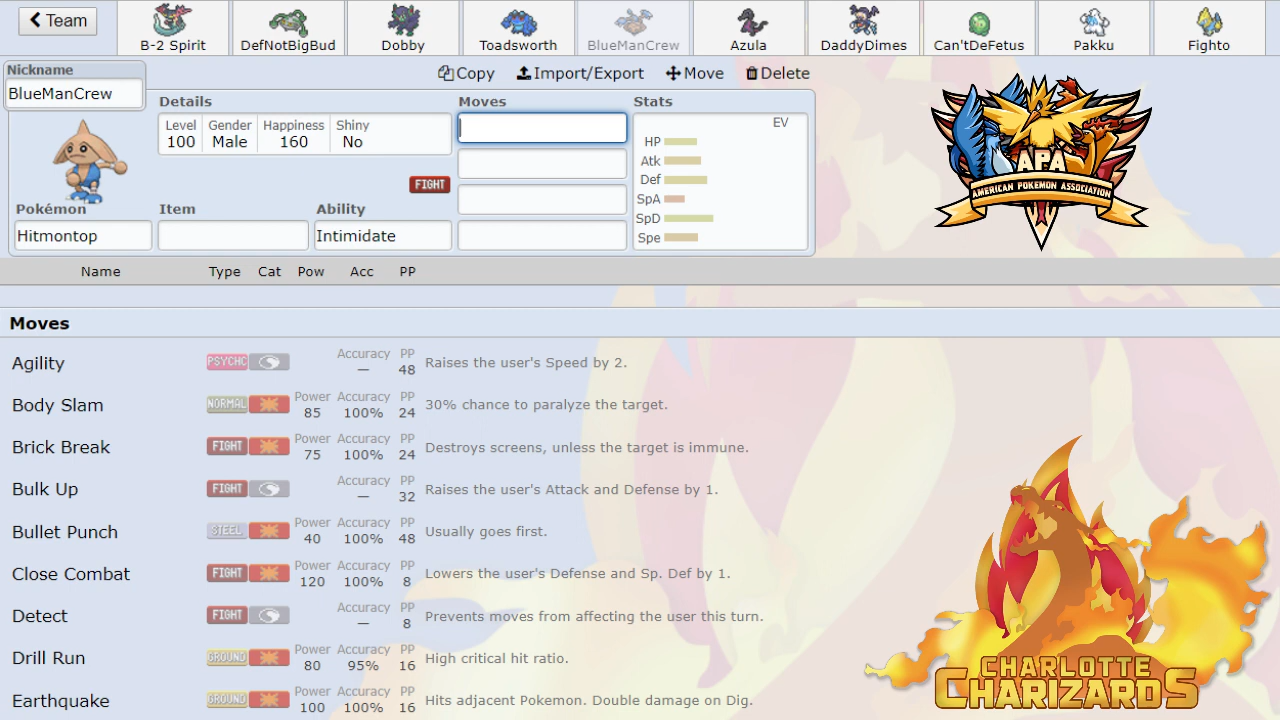 Team
B-2 Spirit
DefNotBigBud
Dobby
Toadsworth
BlueManCrew
Azula
DaddyDimes
Can'tDeFetus
Pakku
Fighto
Nickname
BlueManCrew
Copy Import/Export Move Delete
Details
Level Gender Happiness Shiny
100 Male 160 No
FIGHT
Pokémon Item Ability
Hitmontop Intimidate
Moves
Stats
EV
HP
Atk
Def
SpA
SpD
Spe
APA
AMERICAN POKEMON ASSOCIATION
Name Type Cat Pow Acc PP
Moves
Agility PSYCHC Accuracy — PP 48 Raises the user's Speed by 2.
Body Slam NORMAL Power 85 Accuracy 100% PP 24 30% chance to paralyze the target.
Brick Break FIGHT Power 75 Accuracy 100% PP 24 Destroys screens, unless the target is immune.
Bulk Up FIGHT Accuracy — PP 32 Raises the user's Attack and Defense by 1.
Bullet Punch STEEL Power 40 Accuracy 100% PP 48 Usually goes first.
Close Combat FIGHT Power 120 Accuracy 100% PP 8 Lowers the user's Defense and Sp. Def by 1.
Detect FIGHT Accuracy — PP 8 Prevents moves from affecting the user this turn.
Drill Run GROUND Power 80 Accuracy 95% PP 16 High critical hit ratio.
Earthquake GROUND Power 100 Accuracy 100% PP 16 Hits adjacent Pokemon. Double damage on Dig.
CHARLOTTE
CHARIZARDS